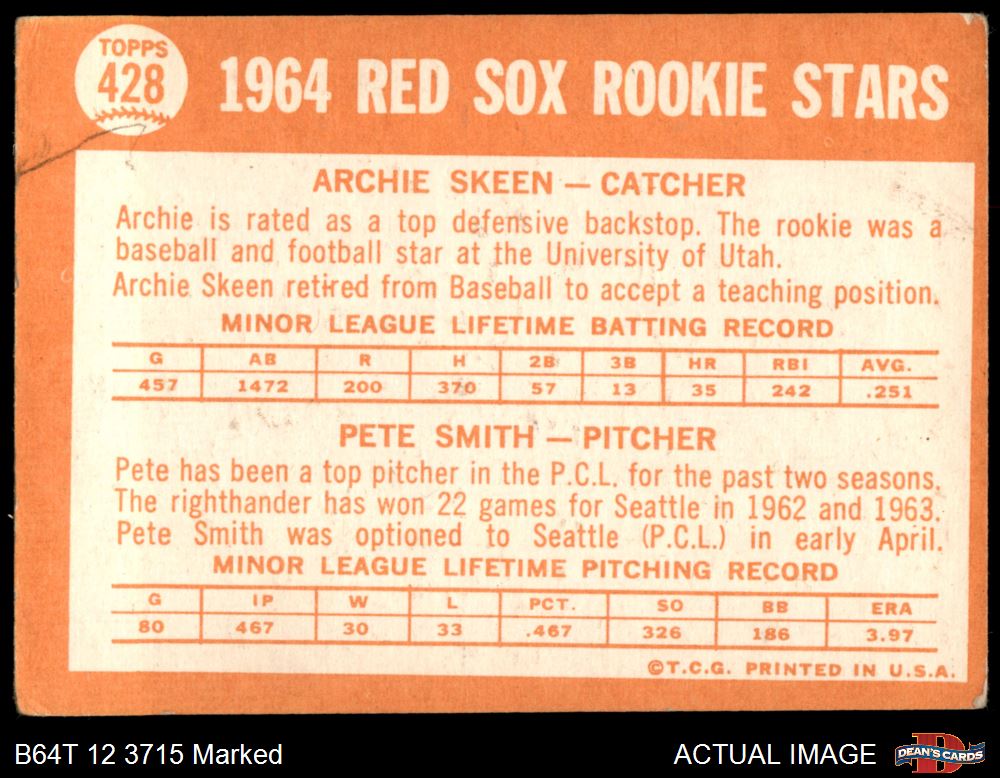 TOPPS
428
1964 RED SOX ROOKIE STARS
ARCHIE SKEEN — CATCHER
Archie is rated as a top defensive backstop. The rookie was a
baseball and football star at the University of Utah.
Archie Skeen retired from Baseball to accept a teaching position.
MINOR LEAGUE LIFETIME BATTING RECORD
G AB R H 2B 3B HR RBI AVG.
457 1472 200 370 57 13 35 242 .251
PETE SMITH — PITCHER
Pete has been a top pitcher in the P.C.L. for the past two seasons.
The righthander has won 22 games for Seattle in 1962 and 1963.
Pete Smith was optioned to Seattle (P.C.L.) in early April.
MINOR LEAGUE LIFETIME PITCHING RECORD
G IP W L PCT. SO BB ERA
80 467 30 33 .467 326 186 3.97
©T.C.G. PRINTED IN U.S.A.
B64T 12 3715 Marked
ACTUAL IMAGE
DEAN'S CARDS